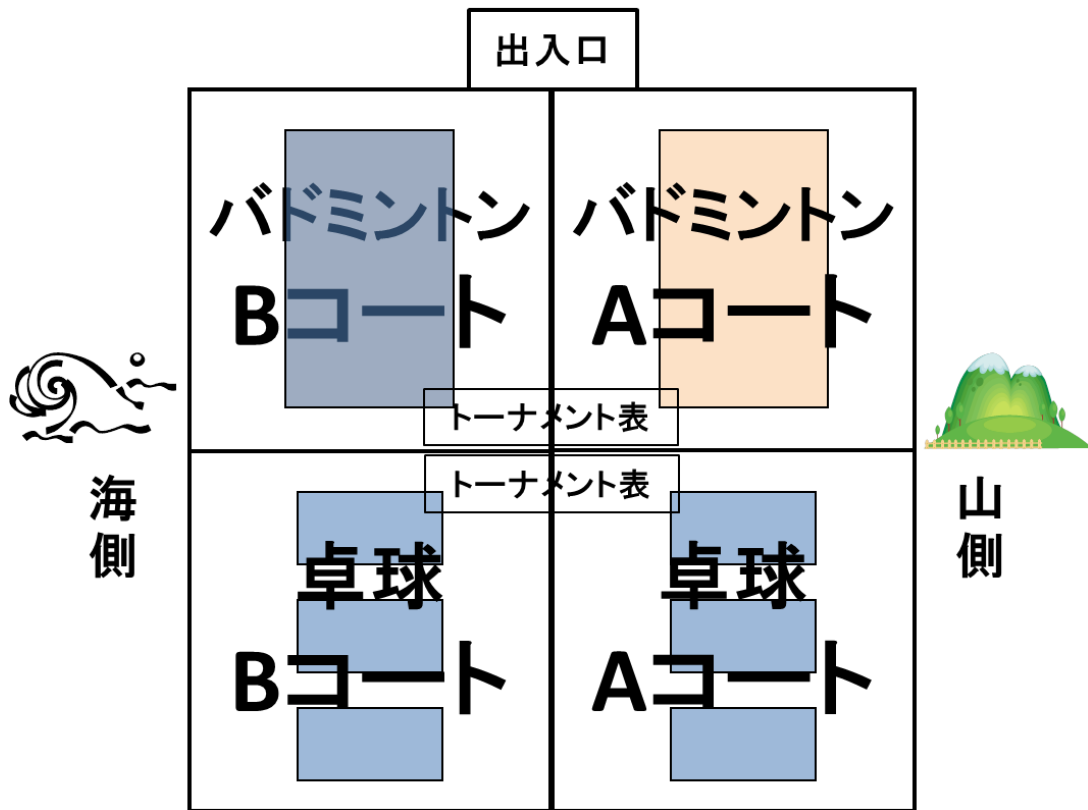 出入口
バドミントン
Bコート
バドミントン
Aコート
トーナメント表
トーナメント表
海側
山側
卓球
Bコート
卓球
Aコート